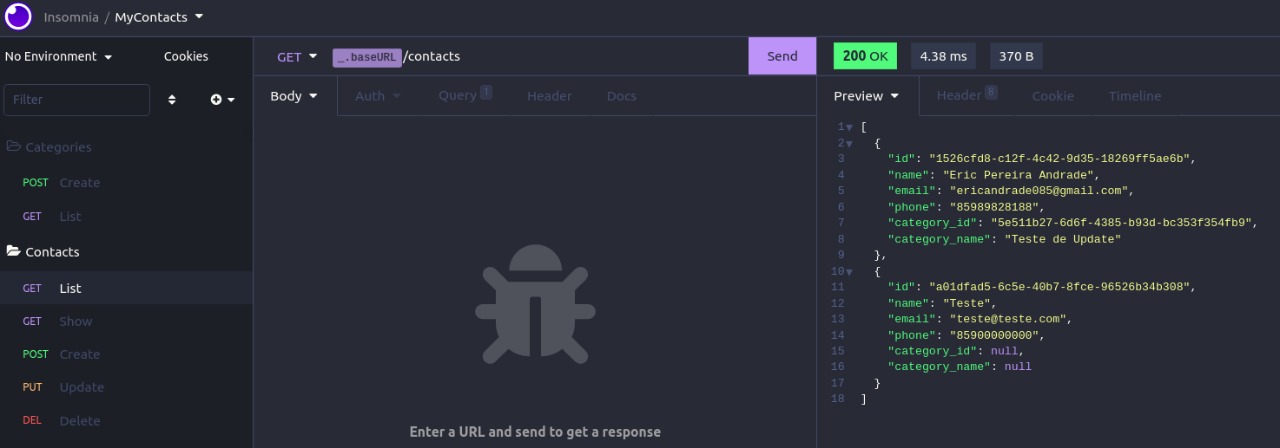 Insomnia / MyContacts
No Environment
Cookies
GET
_.baseURL/contacts
Send
200 OK
4.38 ms
370 B
Filter
Body
Auth
Query 1
Header
Docs
Preview
Header 8
Cookie
Timeline
Categories
POST Create
GET List
Contacts
GET List
GET Show
POST Create
PUT Update
DEL Delete
Enter a URL and send to get a response
1 [
2 {
3 "id": "1526cfd8-c12f-4c42-9d35-18269ff5ae6b",
4 "name": "Eric Pereira Andrade",
5 "email": "ericandrade085@gmail.com",
6 "phone": "85989828188",
7 "category_id": "5e511b27-6d6f-4385-b93d-bc353f354fb9",
8 "category_name": "Teste de Update"
9 },
10 {
11 "id": "a01dfad5-6c5e-40b7-8fce-96526b34b308",
12 "name": "Teste",
13 "email": "teste@teste.com",
14 "phone": "85900000000",
15 "category_id": null,
16 "category_name": null
17 }
18 ]